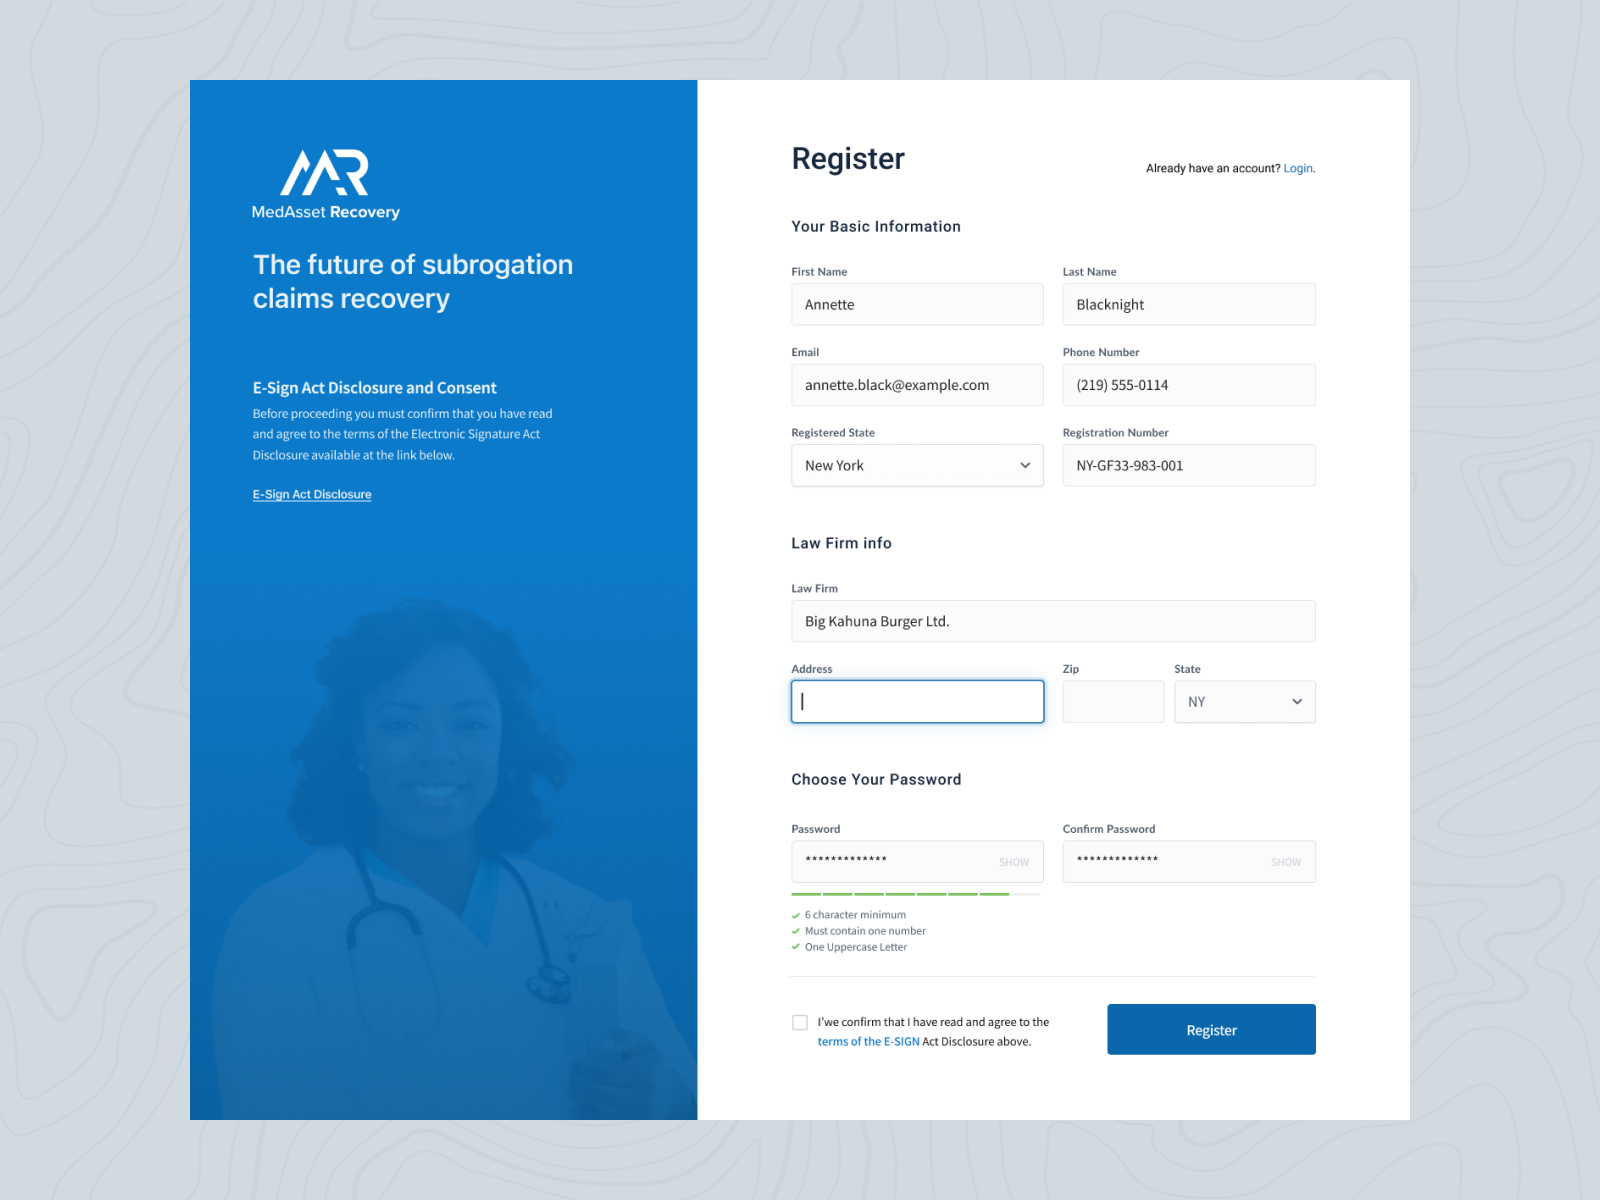 MedAsset Recovery
The future of subrogation
claims recovery
E-Sign Act Disclosure and Consent
Before proceeding you must confirm that you have read
and agree to the terms of the Electronic Signature Act
Disclosure available at the link below.
E-Sign Act Disclosure
Register
Already have an account? Login.
Your Basic Information
First Name
Last Name
Annette
Blacknight
Email
Phone Number
annette.black@example.com
(219) 555-0114
Registered State
Registration Number
New York
NY-GF33-983-001
Law Firm info
Law Firm
Big Kahuna Burger Ltd.
Address
Zip
State
NY
Choose Your Password
Password
Confirm Password
************* SHOW
************* SHOW
6 character minimum
Must contain one number
One Uppercase Letter
I'we confirm that I have read and agree to the
terms of the E-SIGN Act Disclosure above.
Register